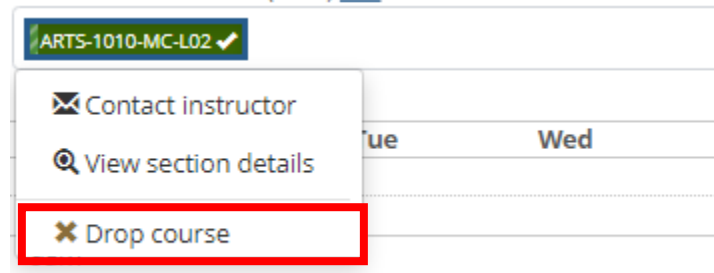 ARTS-1010-MC-L02
Contact instructor
Tue Wed
View section details
Drop course